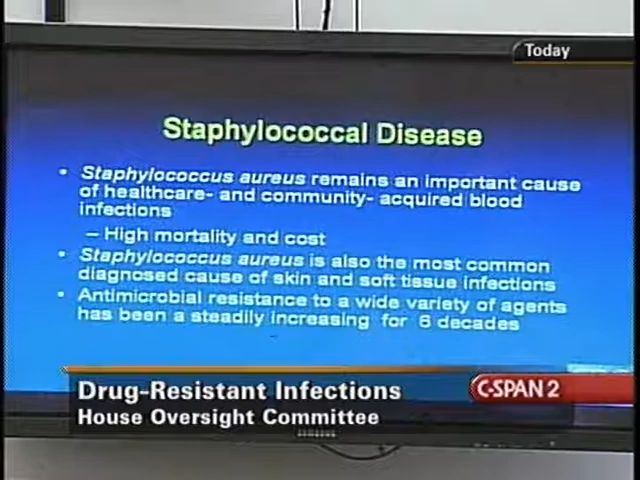 Today
Staphylococcal Disease
• Staphylococcus aureus remains an important cause
of healthcare- and community- acquired blood
infections
– High mortality and cost
• Staphylococcus aureus is also the most common
diagnosed cause of skin and soft tissue infections
• Antimicrobial resistance to a wide variety of agents
has been a steadily increasing for 6 decades
Drug-Resistant Infections
C-SPAN 2
House Oversight Committee
SAMSUNG